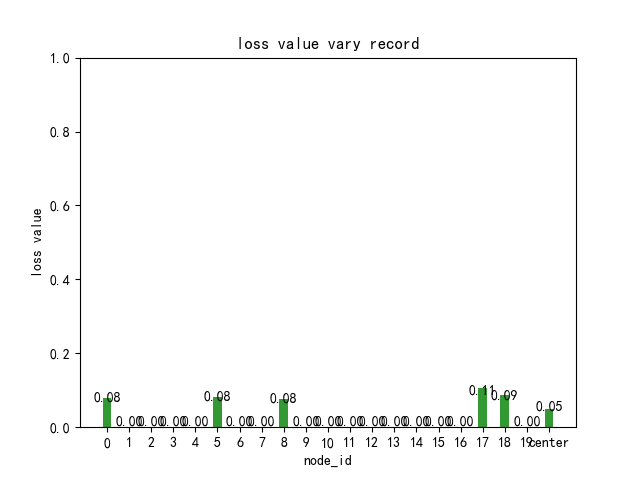 loss value vary record
loss value
1.0
0.8
0.6
0.4
0.2
0.0
0.08 0.00 0.00 0.00 0.00 0.08 0.00 0.00 0.08 0.00 0.00 0.00 0.00 0.00 0.00 0.00 0.00 0.11 0.09 0.00 0.05
0 1 2 3 4 5 6 7 8 9 10 11 12 13 14 15 16 17 18 19 center
node_id